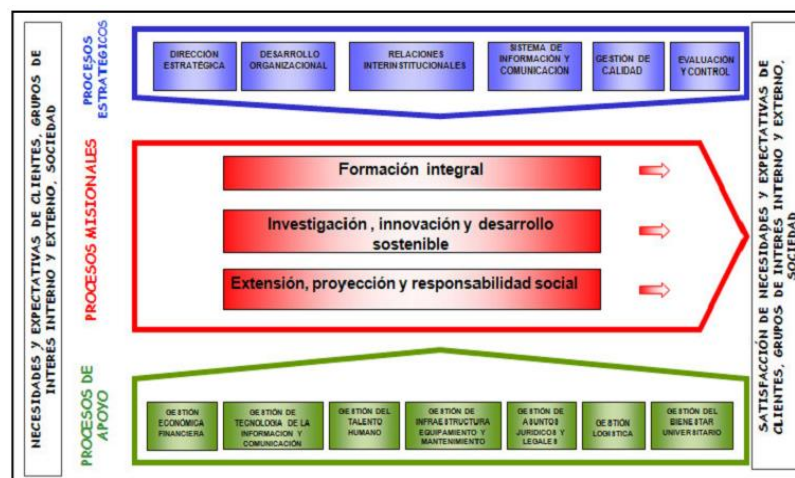 NECESIDADES Y EXPECTATIVAS DE CLIENTES, GRUPOS DE
INTERÉS INTERNO Y EXTERNO, SOCIEDAD
PROCESOS
ESTRATÉGICOS
DIRECCIÓN
ESTRATÉGICA
DESARROLLO
ORGANIZACIONAL
RELACIONES
INTERINSTITUCIONALES
SISTEMA DE
INFORMACIÓN Y
COMUNICACIÓN
GESTIÓN DE
CALIDAD
EVALUACIÓN
Y CONTROL
PROCESOS MISIONALES
Formación integral
Investigación , innovación y desarrollo
sostenible
Extensión, proyección y responsabilidad social
PROCESOS DE
APOYO
GESTIÓN
ECONÓMICA
FINANCIERA
GESTIÓN DE
TECNOLOGIA DE LA
INFORMACION Y
COMUNICACIÓN
GESTIÓN DEL
TALENTO
HUMANO
GESTIÓN DE
INFRAESTRUCTURA
EQUIPAMIENTO Y
MANTENIMIENTO
GESTIÓN DE
ASUNTOS
JURIDICOS Y
LEGALES
GESTIÓN
LOGISTICA
GESTIÓN DEL
BIENESTAR
UNIVERSITARIO
SATISFACCIÓN DE NECESIDADES Y EXPECTATIVAS DE
CLIENTES, GRUPOS DE INTERÉS INTERNO Y EXTERNO,
SOCIEDAD